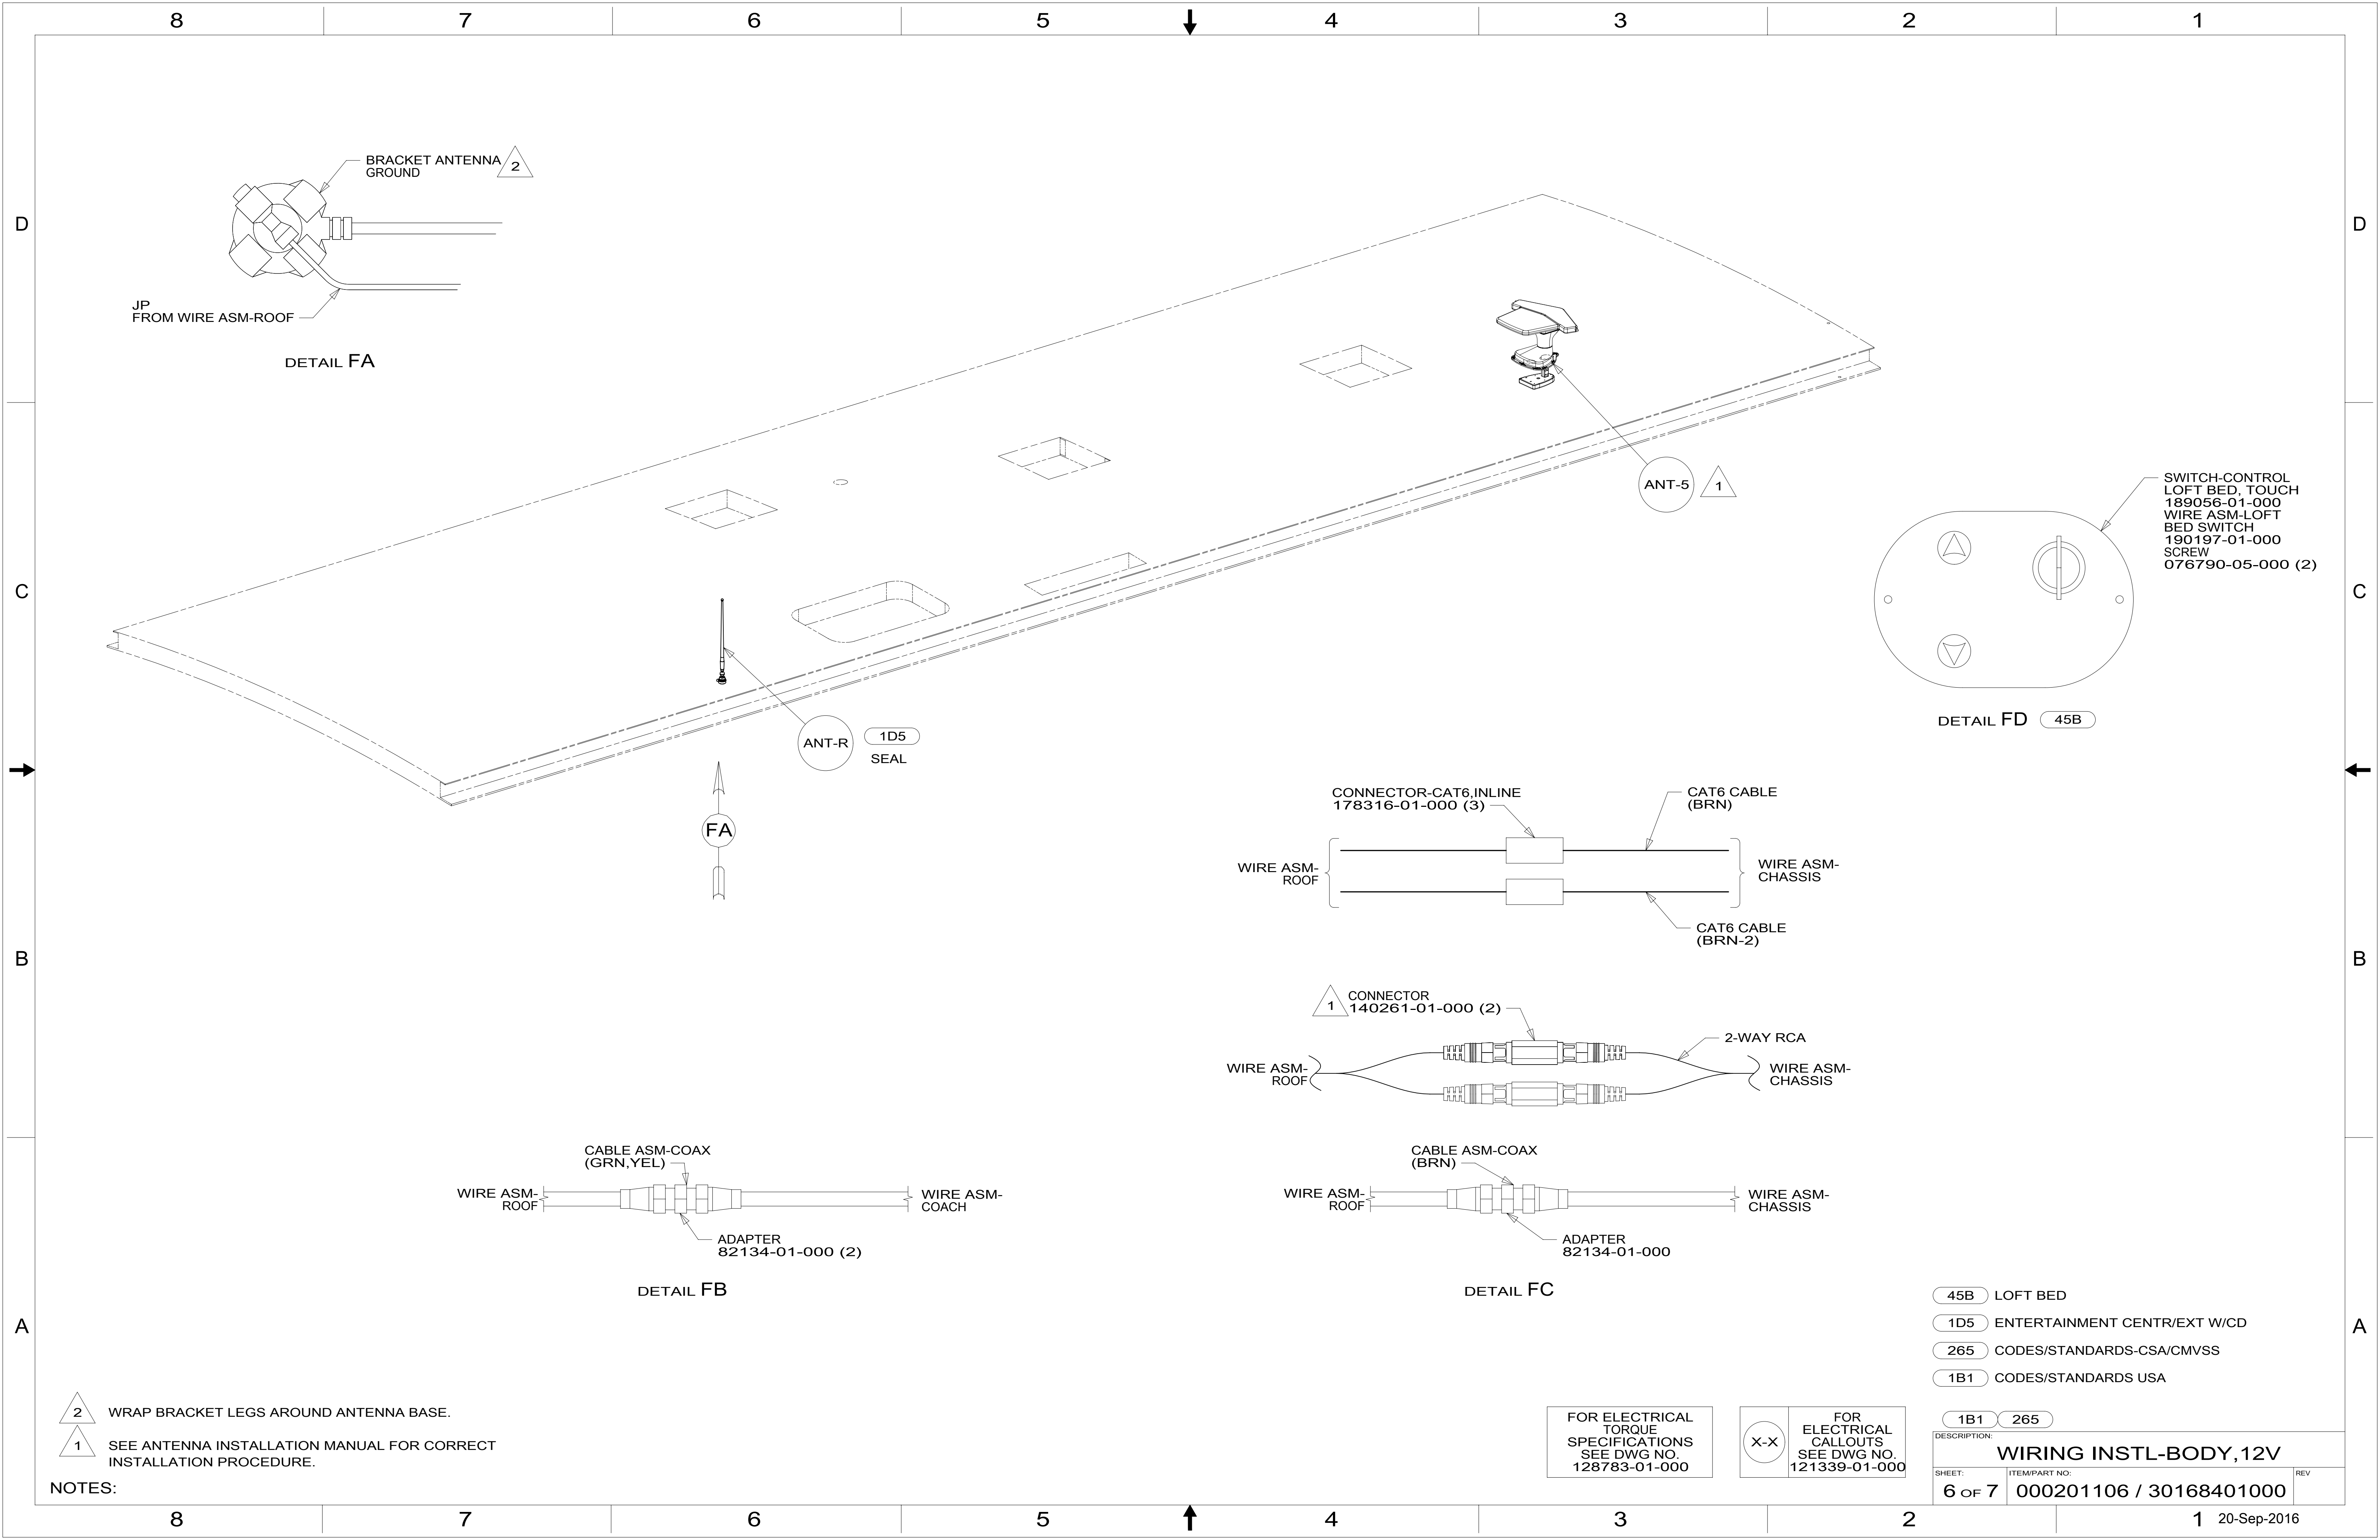 8 7 6 5 4 3 2 1
D
D
C
C
B
B
A
A
BRACKET ANTENNA
GROUND
2
JP
FROM WIRE ASM-ROOF
DETAIL FA
ANT-5
1
SWITCH-CONTROL
LOFT BED, TOUCH
189056-01-000
WIRE ASM-LOFT
BED SWITCH
190197-01-000
SCREW
076790-05-000 (2)
DETAIL FD 45B
ANT-R
1D5
SEAL
FA
CONNECTOR-CAT6,INLINE
178316-01-000 (3)
CAT6 CABLE
(BRN)
WIRE ASM-
ROOF
WIRE ASM-
CHASSIS
CAT6 CABLE
(BRN-2)
1
CONNECTOR
140261-01-000 (2)
2-WAY RCA
WIRE ASM-
ROOF
WIRE ASM-
CHASSIS
CABLE ASM-COAX
(GRN,YEL)
WIRE ASM-
ROOF
WIRE ASM-
COACH
ADAPTER
82134-01-000 (2)
DETAIL FB
CABLE ASM-COAX
(BRN)
WIRE ASM-
ROOF
WIRE ASM-
CHASSIS
ADAPTER
82134-01-000
DETAIL FC
45B LOFT BED
1D5 ENTERTAINMENT CENTR/EXT W/CD
265 CODES/STANDARDS-CSA/CMVSS
1B1 CODES/STANDARDS USA
2 WRAP BRACKET LEGS AROUND ANTENNA BASE.
1 SEE ANTENNA INSTALLATION MANUAL FOR CORRECT
INSTALLATION PROCEDURE.
NOTES:
FOR ELECTRICAL
TORQUE
SPECIFICATIONS
SEE DWG NO.
128783-01-000
X-X
FOR
ELECTRICAL
CALLOUTS
SEE DWG NO.
121339-01-000
1B1 265
DESCRIPTION:
WIRING INSTL-BODY,12V
SHEET:
6 OF 7
ITEM/PART NO:
000201106 / 30168401000
REV
8 7 6 5 4 3 2 1
20-Sep-2016